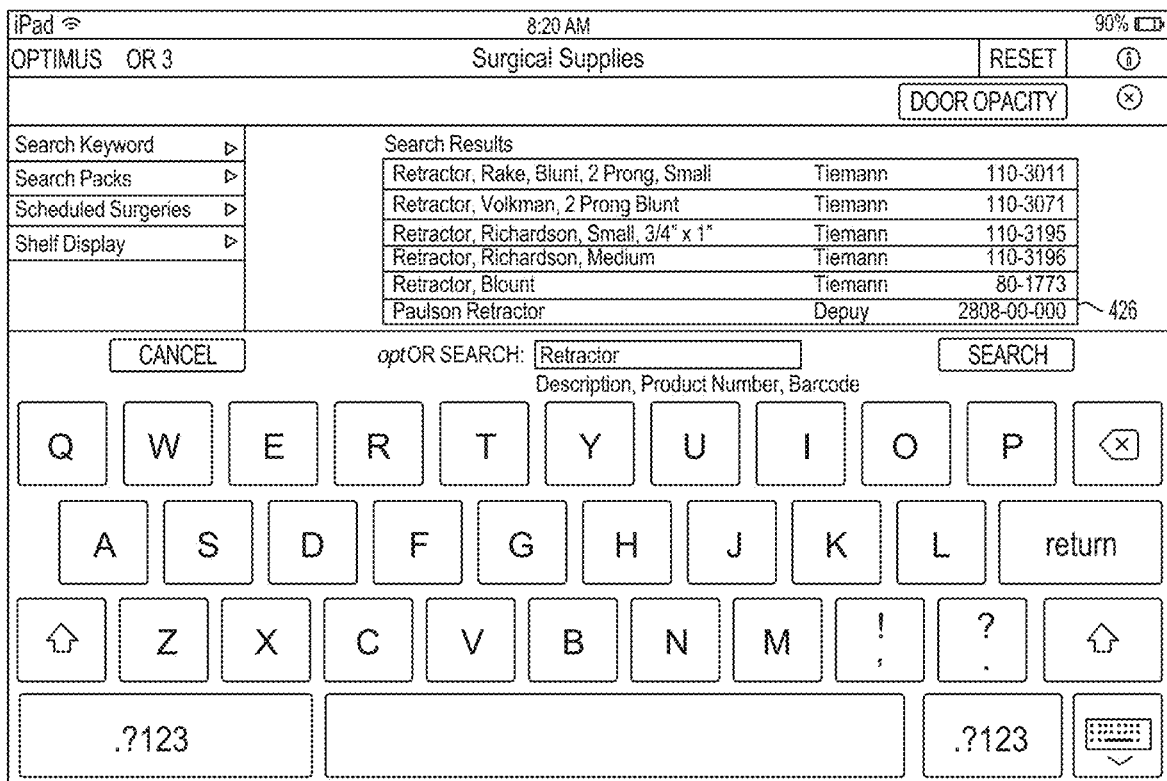 iPad 8:20 AM 90%
OPTIMUS OR 3 Surgical Supplies RESET i
DOOR OPACITY
Search Keyword
Search Packs
Scheduled Surgeries
Shelf Display
Search Results
Retractor, Rake, Blunt, 2 Prong, Small Tiemann 110-3011
Retractor, Volkman, 2 Prong Blunt Tiemann 110-3071
Retractor, Richardson, Small, 3/4" x 1" Tiemann 110-3195
Retractor, Richardson, Medium Tiemann 110-3196
Retractor, Blount Tiemann 80-1773
Paulson Retractor Depuy 2808-00-000 426
CANCEL optOR SEARCH: Retractor SEARCH
Description, Product Number, Barcode
Q W E R T Y U I O P
A S D F G H J K L return
Z X C V B N M ! , ? .
.?123 .?123